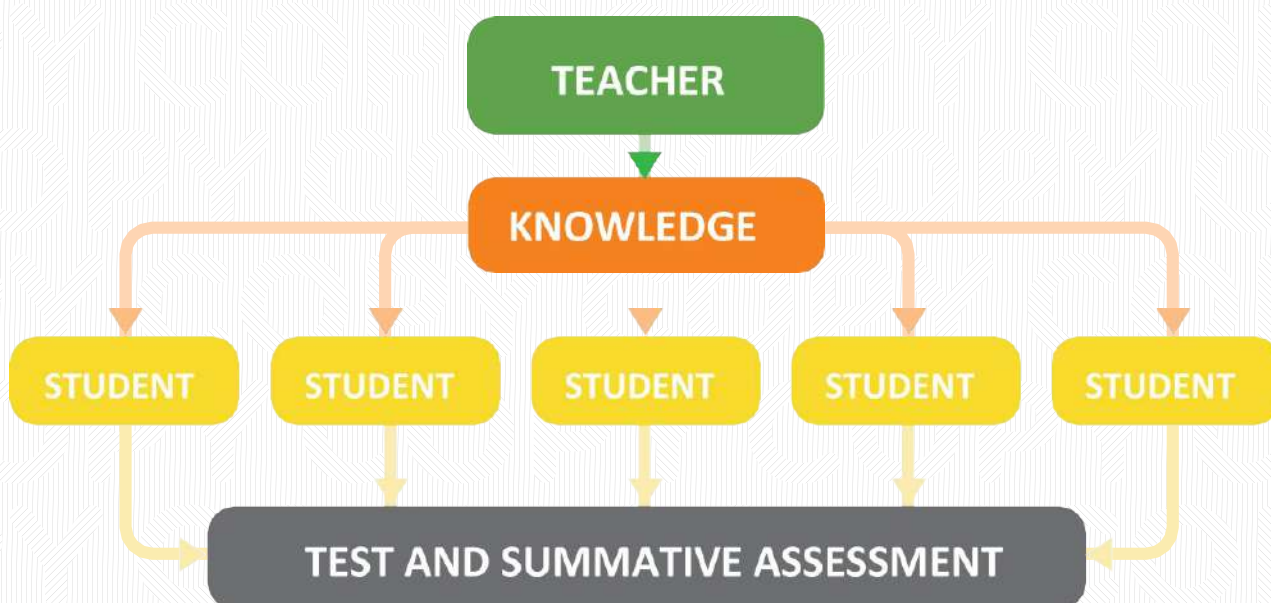 TEACHER
KNOWLEDGE
STUDENT
STUDENT
STUDENT
STUDENT
STUDENT
TEST AND SUMMATIVE ASSESSMENT